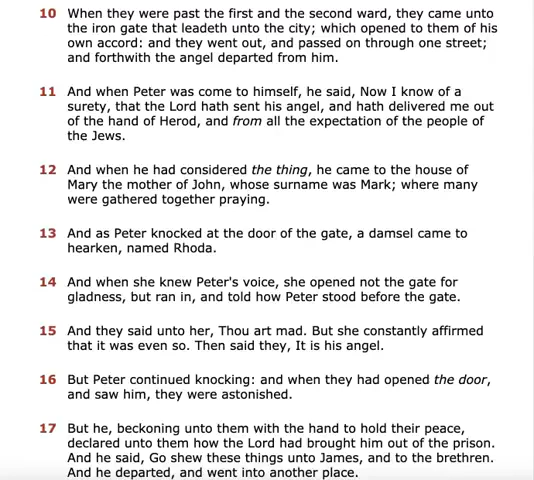 10 When they were past the first and the second ward, they came unto
the iron gate that leadeth unto the city; which opened to them of his
own accord: and they went out, and passed on through one street;
and forthwith the angel departed from him.
11 And when Peter was come to himself, he said, Now I know of a
surety, that the Lord hath sent his angel, and hath delivered me out
of the hand of Herod, and from all the expectation of the people of
the Jews.
12 And when he had considered the thing, he came to the house of
Mary the mother of John, whose surname was Mark; where many
were gathered together praying.
13 And as Peter knocked at the door of the gate, a damsel came to
hearken, named Rhoda.
14 And when she knew Peter's voice, she opened not the gate for
gladness, but ran in, and told how Peter stood before the gate.
15 And they said unto her, Thou art mad. But she constantly affirmed
that it was even so. Then said they, It is his angel.
16 But Peter continued knocking: and when they had opened the door,
and saw him, they were astonished.
17 But he, beckoning unto them with the hand to hold their peace,
declared unto them how the Lord had brought him out of the prison.
And he said, Go shew these things unto James, and to the brethren.
And he departed, and went into another place.